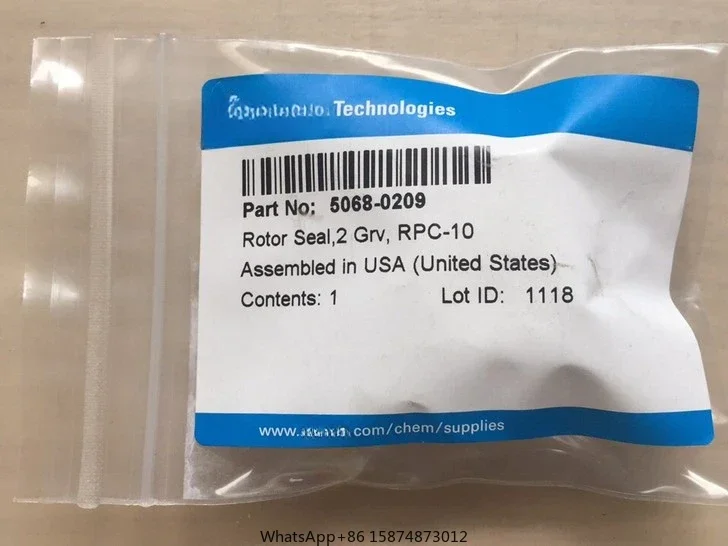 Technologies
Part No: 5068-0209
Rotor Seal,2 Grv, RPC-10
Assembled in USA (United States)
Contents: 1 Lot ID: 1118
www. com/chem/supplies
WhatsApp+86 15874873012